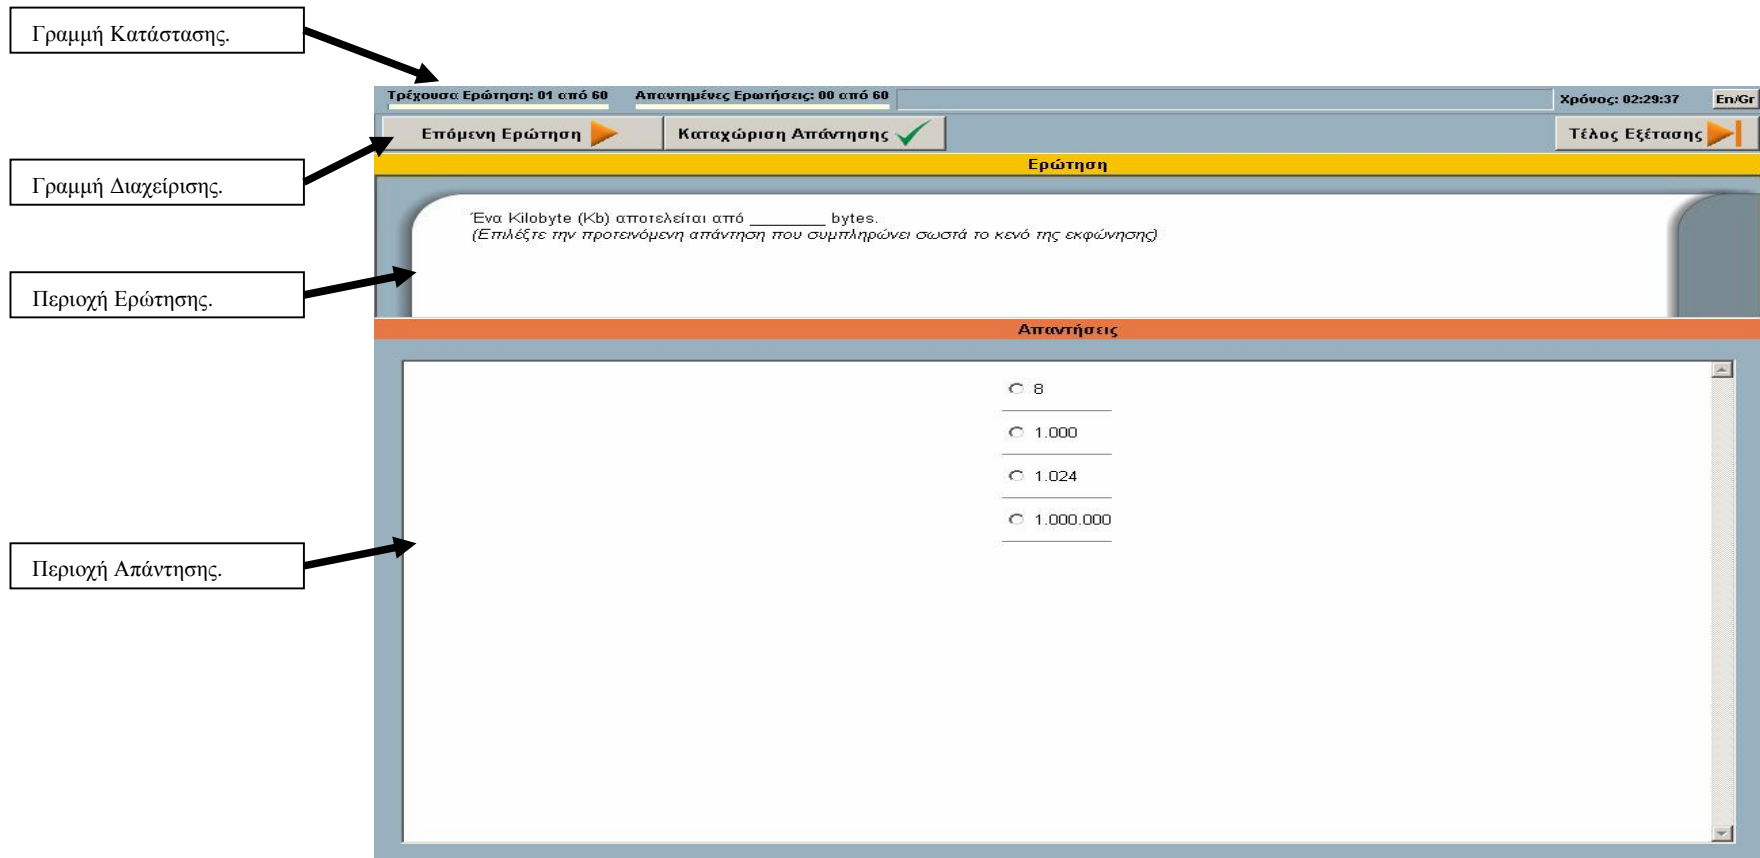 Γραμμή Κατάστασης.
Τρέχουσα Ερώτηση: 01 από 60 Απαντημένες Ερωτήσεις: 00 από 60 Χρόνος: 02:29:37 En/Gr
Επόμενη Ερώτηση Καταχώριση Απάντησης Τέλος Εξέτασης
Ερώτηση
Γραμμή Διαχείρισης.
Ένα Kilobyte (Kb) αποτελείται από ________ bytes.
(Επιλέξτε την προτεινόμενη απάντηση που συμπληρώνει σωστά το κενό της εκφώνησης)
Περιοχή Ερώτησης.
Απαντήσεις
8
1.000
1.024
1.000.000
Περιοχή Απάντησης.